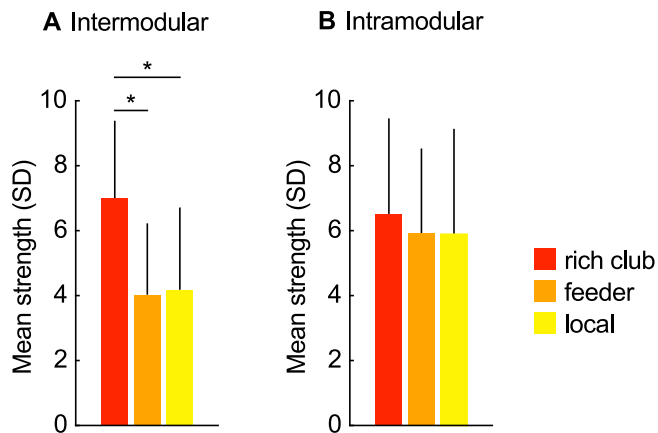 A Intermodular
*
*
Mean strength (SD)
10
8
6
4
2
0
B Intramodular
Mean strength (SD)
10
8
6
4
2
0
rich club
feeder
local